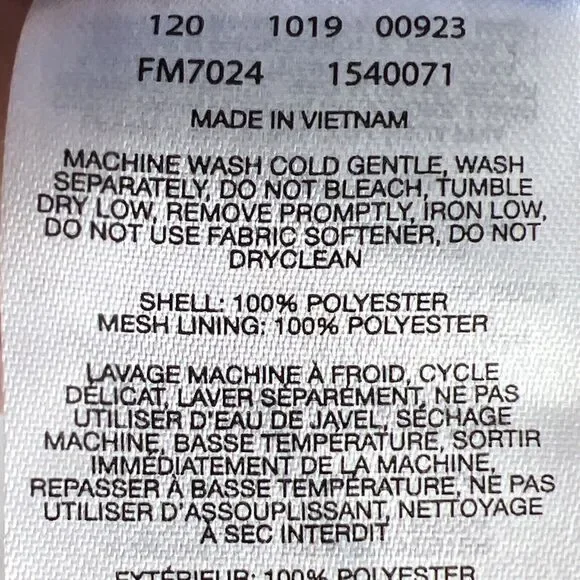 120 1019 00923
FM7024 1540071
MADE IN VIETNAM
MACHINE WASH COLD GENTLE, WASH
SEPARATELY, DO NOT BLEACH, TUMBLE
DRY LOW, REMOVE PROMPTLY, IRON LOW,
DO NOT USE FABRIC SOFTENER, DO NOT
DRYCLEAN
SHELL: 100% POLYESTER
MESH LINING: 100% POLYESTER
LAVAGE MACHINE À FROID, CYCLE
DÉLICAT, LAVER SÉPARÉMENT, NE PAS
UTILISER D'EAU DE JAVEL, SÉCHAGE
MACHINE, BASSE TEMPÉRATURE, SORTIR
IMMÉDIATEMENT DE LA MACHINE,
REPASSER À BASSE TEMPÉRATURE, NE PAS
UTILISER D'ASSOUPLISSANT, NETTOYAGE
À SEC INTERDIT
EXTÉRIEUR: 100% POLYESTER